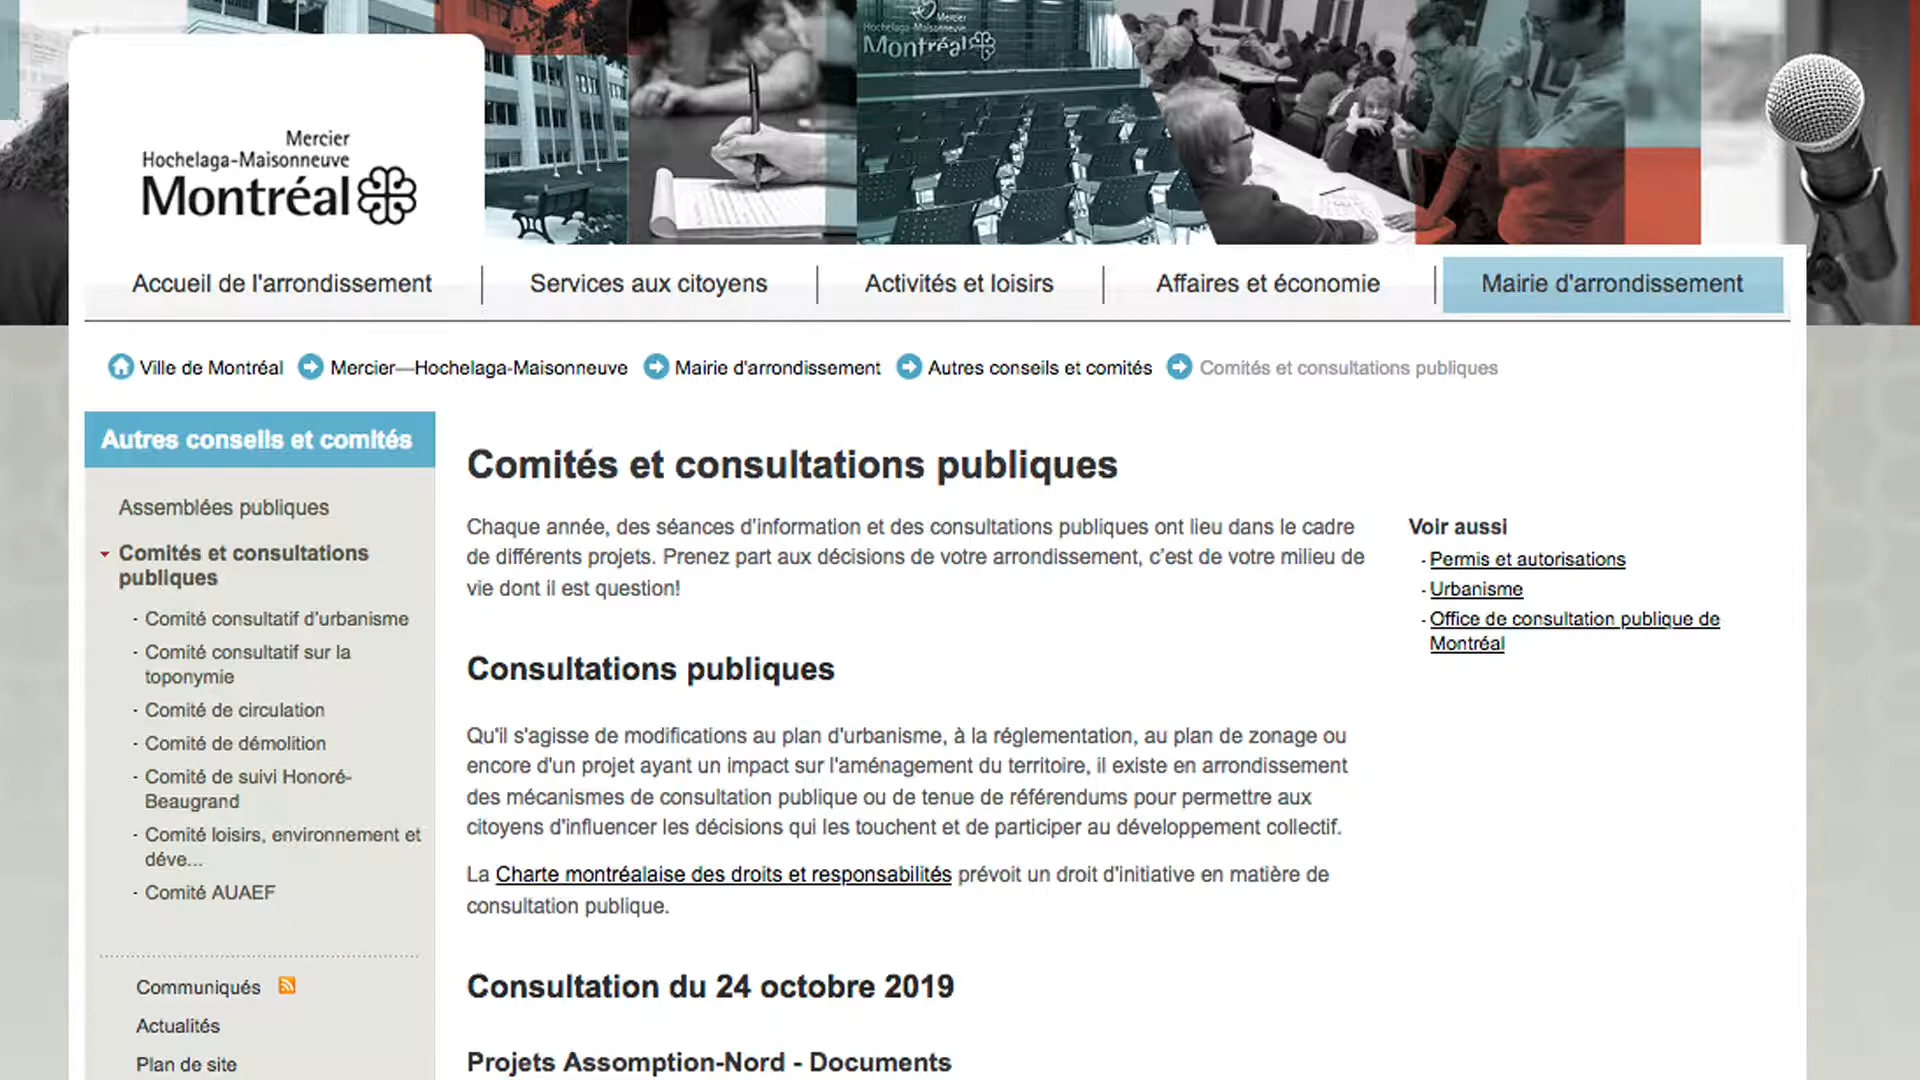 Mercier
Hochelaga-Maisonneuve
Montréal
Mercier
Hochelaga-Maisonneuve
Montréal
Accueil de l'arrondissement
Services aux citoyens
Activités et loisirs
Affaires et économie
Mairie d'arrondissement
Ville de Montréal
Mercier—Hochelaga-Maisonneuve
Mairie d'arrondissement
Autres conseils et comités
Comités et consultations publiques
Autres conseils et comités
Assemblées publiques
Comités et consultations
publiques
· Comité consultatif d'urbanisme
· Comité consultatif sur la
toponymie
· Comité de circulation
· Comité de démolition
· Comité de suivi Honoré-
Beaugrand
· Comité loisirs, environnement et
déve...
· Comité AUAEF
Communiqués
Actualités
Plan de site
Comités et consultations publiques
Chaque année, des séances d'information et des consultations publiques ont lieu dans le cadre
de différents projets. Prenez part aux décisions de votre arrondissement, c'est de votre milieu de
vie dont il est question!
Consultations publiques
Qu'il s'agisse de modifications au plan d'urbanisme, à la réglementation, au plan de zonage ou
encore d'un projet ayant un impact sur l'aménagement du territoire, il existe en arrondissement
des mécanismes de consultation publique ou de tenue de référendums pour permettre aux
citoyens d'influencer les décisions qui les touchent et de participer au développement collectif.
La Charte montréalaise des droits et responsabilités prévoit un droit d'initiative en matière de
consultation publique.
Consultation du 24 octobre 2019
Projets Assomption-Nord - Documents
Voir aussi
- Permis et autorisations
- Urbanisme
- Office de consultation publique de
Montréal